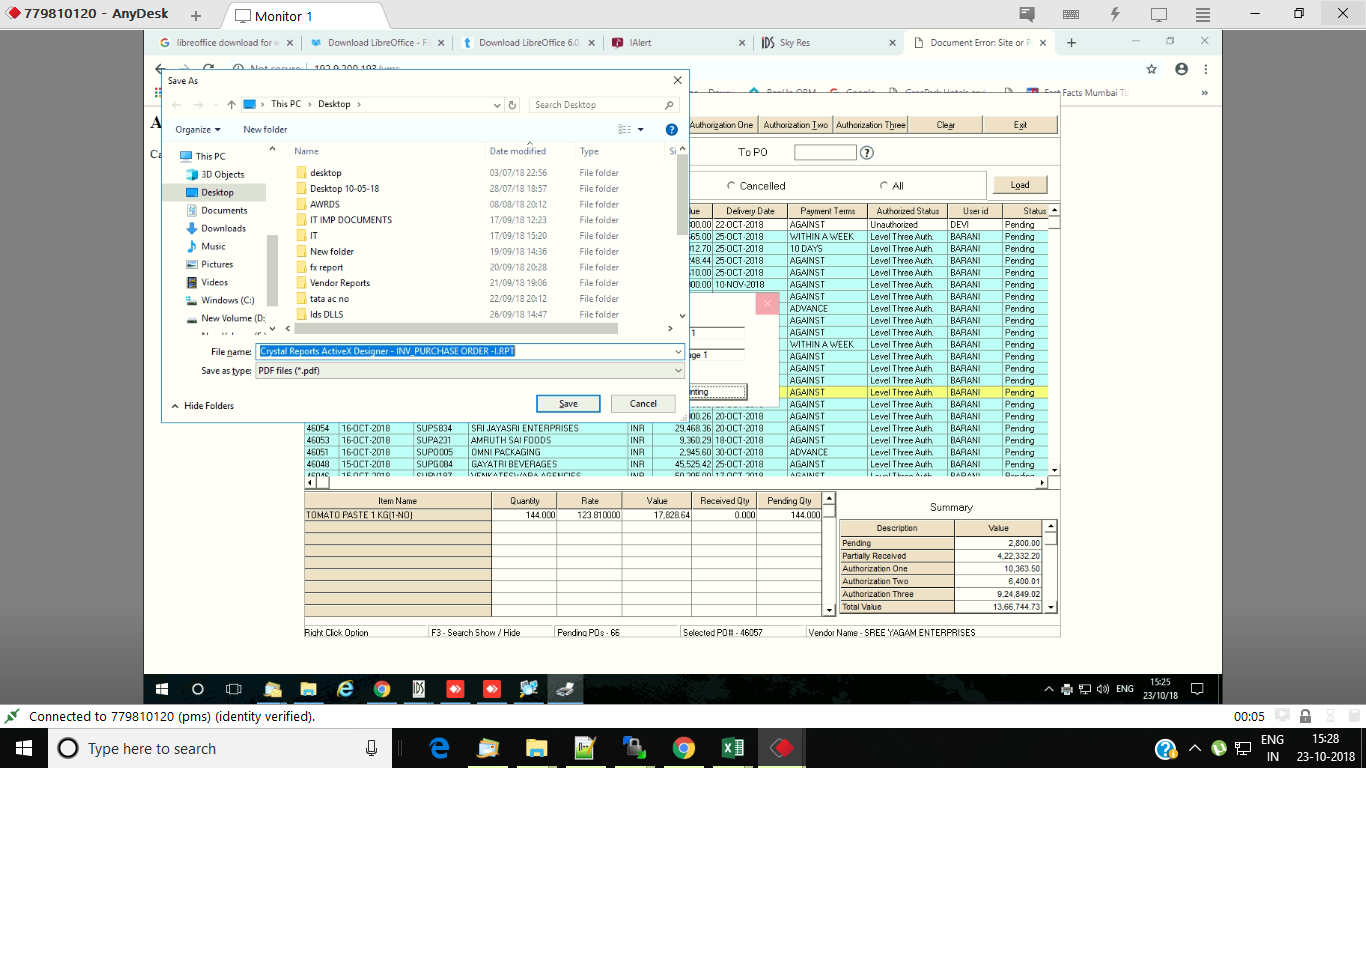 779810120 - AnyDesk
Monitor 1
libreoffice download for w
Download LibreOffice - F
Download LibreOffice 6.0
IAlert
IDS Sky Res
Document Error: Site or P
Not secure 192.9.200.193/
Fact Facts Mumbai T
Save As
This PC > Desktop >
Search Desktop
Organize
New folder
This PC
3D Objects
Desktop
Documents
Downloads
Music
Pictures
Videos
Windows (C:)
New Volume (D:
Name Date modified Type Si
desktop 03/07/18 22:56 File folder
Desktop 10-05-18 28/07/18 18:57 File folder
AWRDS 08/08/18 20:12 File folder
IT IMP DOCUMENTS 17/09/18 12:23 File folder
IT 17/09/18 15:20 File folder
New folder 19/09/18 14:36 File folder
fx report 20/09/18 20:28 File folder
Vendor Reports 21/09/18 19:06 File folder
tata ac no 22/09/18 20:12 File folder
Ids DLLS 26/09/18 14:47 File folder
File name: Crystal Reports ActiveX Designer - INV_PURCHASE ORDER -I.RPT
Save as type: PDF files (*.pdf)
Hide Folders
Save
Cancel
Authorization One Authorization Two Authorization Three Clear Exit
To PO
Cancelled All Load
lue Delivery Date Payment Terms Authorized Status User id Status
00.00 22-OCT-2018 AGAINST Unauthorized DEVI Pending
65.00 25-OCT-2018 WITHIN A WEEK Level Three Auth. BARANI Pending
12.70 25-OCT-2018 10 DAYS Level Three Auth. BARANI Pending
248.44 25-OCT-2018 AGAINST Level Three Auth. BARANI Pending
10.00 25-OCT-2018 AGAINST Level Three Auth. BARANI Pending
00.00 10-NOV-2018 AGAINST Level Three Auth. BARANI Pending
AGAINST Level Three Auth. BARANI Pending
ADVANCE Level Three Auth. BARANI Pending
1 AGAINST Level Three Auth. BARANI Pending
WITHIN A WEEK Level Three Auth. BARANI Pending
age 1 AGAINST Level Three Auth. BARANI Pending
AGAINST Level Three Auth. BARANI Pending
AGAINST Level Three Auth. BARANI Pending
nting AGAINST Level Three Auth. BARANI Pending
AGAINST Level Three Auth. BARANI Pending
00.26 20-OCT-2018 AGAINST Level Three Auth. BARANI Pending
46054 16-OCT-2018 SUPS834 SRI JAYASRI ENTERPRISES INR 29,468.36 20-OCT-2018 AGAINST Level Three Auth. BARANI Pending
46053 16-OCT-2018 SUPA231 AMRUTH SAI FOODS INR 9,360.29 18-OCT-2018 AGAINST Level Three Auth. BARANI Pending
46051 16-OCT-2018 SUPO005 OMNI PACKAGING INR 2,945.60 30-OCT-2018 ADVANCE Level Three Auth. BARANI Pending
46048 15-OCT-2018 SUPG084 GAYATRI BEVERAGES INR 45,525.42 25-OCT-2018 AGAINST Level Three Auth. BARANI Pending
Item Name Quantity Rate Value Received Qty Pending Qty
TOMATO PASTE 1 KG(1-NO) 144.000 123.810000 17,828.64 0.000 144.000
Summary
Description Value
Pending 2,800.00
Partially Received 4,22,332.20
Authorization One 10,363.50
Authorization Two 6,400.01
Authorization Three 9,24,849.02
Total Value 13,66,744.73
Right Click Option F3 - Search Show / Hide Pending POs - 66 Selected PO# - 46057 Vendor Name - SREE YAGAM ENTERPRISES
IDS
ENG
15:25
23/10/18
Connected to 779810120 (pms) (identity verified).
00:05
Type here to search
ENG
IN
15:28
23-10-2018